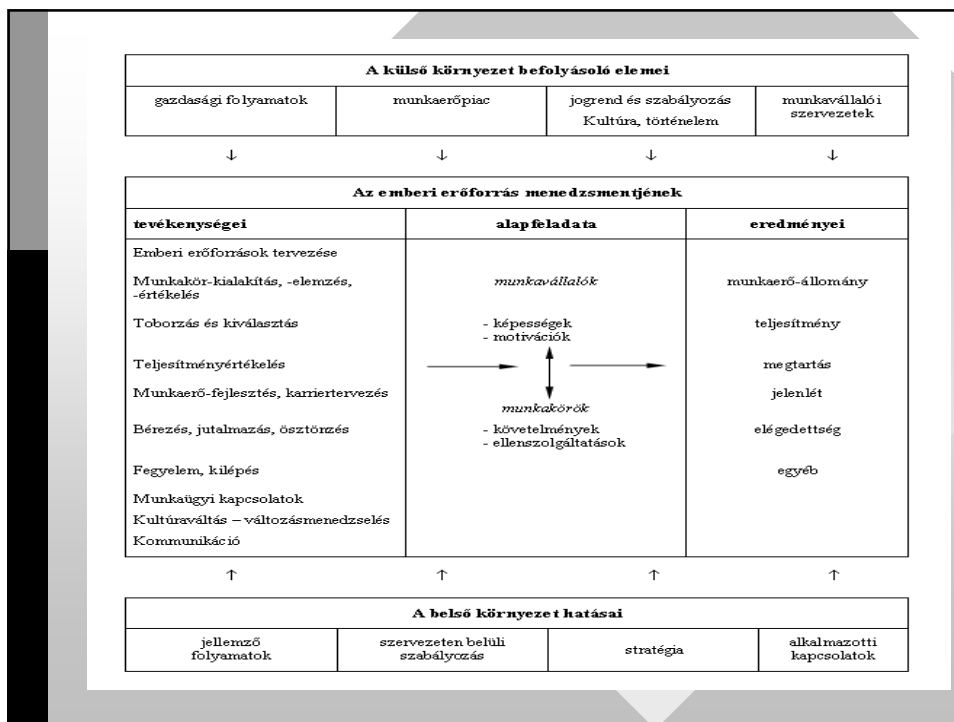 A külső környezet befolyásoló elemei
gazdasági folyamatok
munkaerőpiac
jogrend és szabályozás
Kultúra, történelem
munkavállalói
szervezetek
↓ ↓ ↓ ↓
Az emberi erőforrás menedzsmentjének
tevékenységei
alapfeladata
eredményei
Emberi erőforrások tervezése
Munkakör-kialakítás, -elemzés,
-értékelés
Toborzás és kiválasztás
Teljesítményértékelés
Munkaerő-fejlesztés, karriertervezés
Bérezés, jutalmazás, ösztönzés
Fegyelem, kilépés
Munkaügyi kapcsolatok
Kultúraváltás – változásmenedzselés
Kommunikáció
munkavállalók
- képességek
- motivációk
munkakörök
- követelmények
- ellenszolgáltatások
munkaerő-állomány
teljesítmény
megtartás
jelenlét
elégedettség
egyéb
↑ ↑ ↑ ↑
A belső környezet hatásai
jellemző
folyamatok
szervezeten belüli
szabályozás
stratégia
alkalmazotti
kapcsolatok